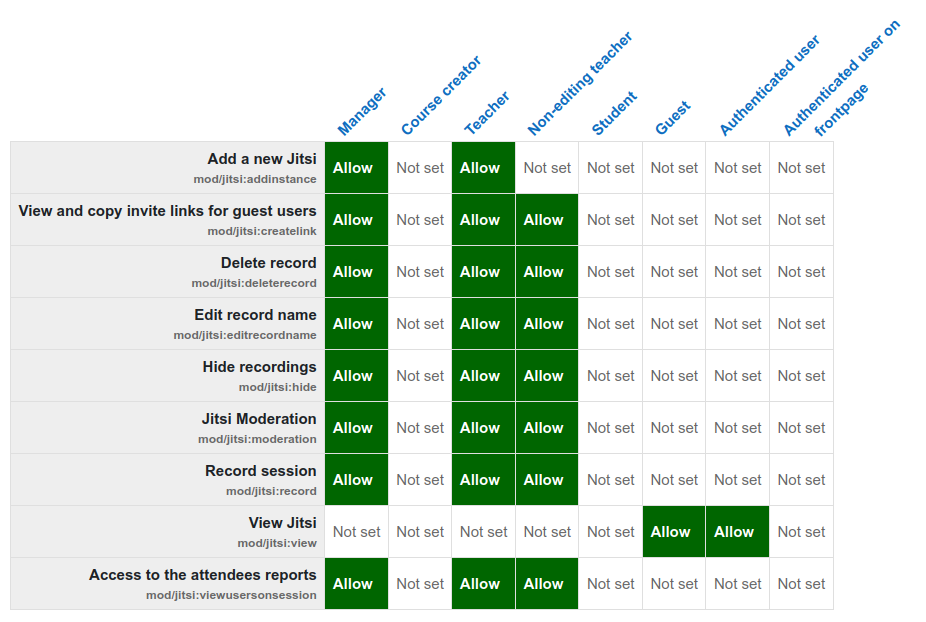 Manager
Course creator
Teacher
Non-editing teacher
Student
Guest
Authenticated user
Authenticated user on
frontpage
Add a new Jitsi
mod/jitsi:addinstance
Allow Not set Allow Not set Not set Not set Not set Not set
View and copy invite links for guest users
mod/jitsi:createlink
Allow Not set Allow Allow Not set Not set Not set Not set
Delete record
mod/jitsi:deleterecord
Allow Not set Allow Allow Not set Not set Not set Not set
Edit record name
mod/jitsi:editrecordname
Allow Not set Allow Allow Not set Not set Not set Not set
Hide recordings
mod/jitsi:hide
Allow Not set Allow Allow Not set Not set Not set Not set
Jitsi Moderation
mod/jitsi:moderation
Allow Not set Allow Allow Not set Not set Not set Not set
Record session
mod/jitsi:record
Allow Not set Allow Allow Not set Not set Not set Not set
View Jitsi
mod/jitsi:view
Not set Not set Not set Not set Not set Allow Allow Not set
Access to the attendees reports
mod/jitsi:viewusersonsession
Allow Not set Allow Allow Not set Not set Not set Not set